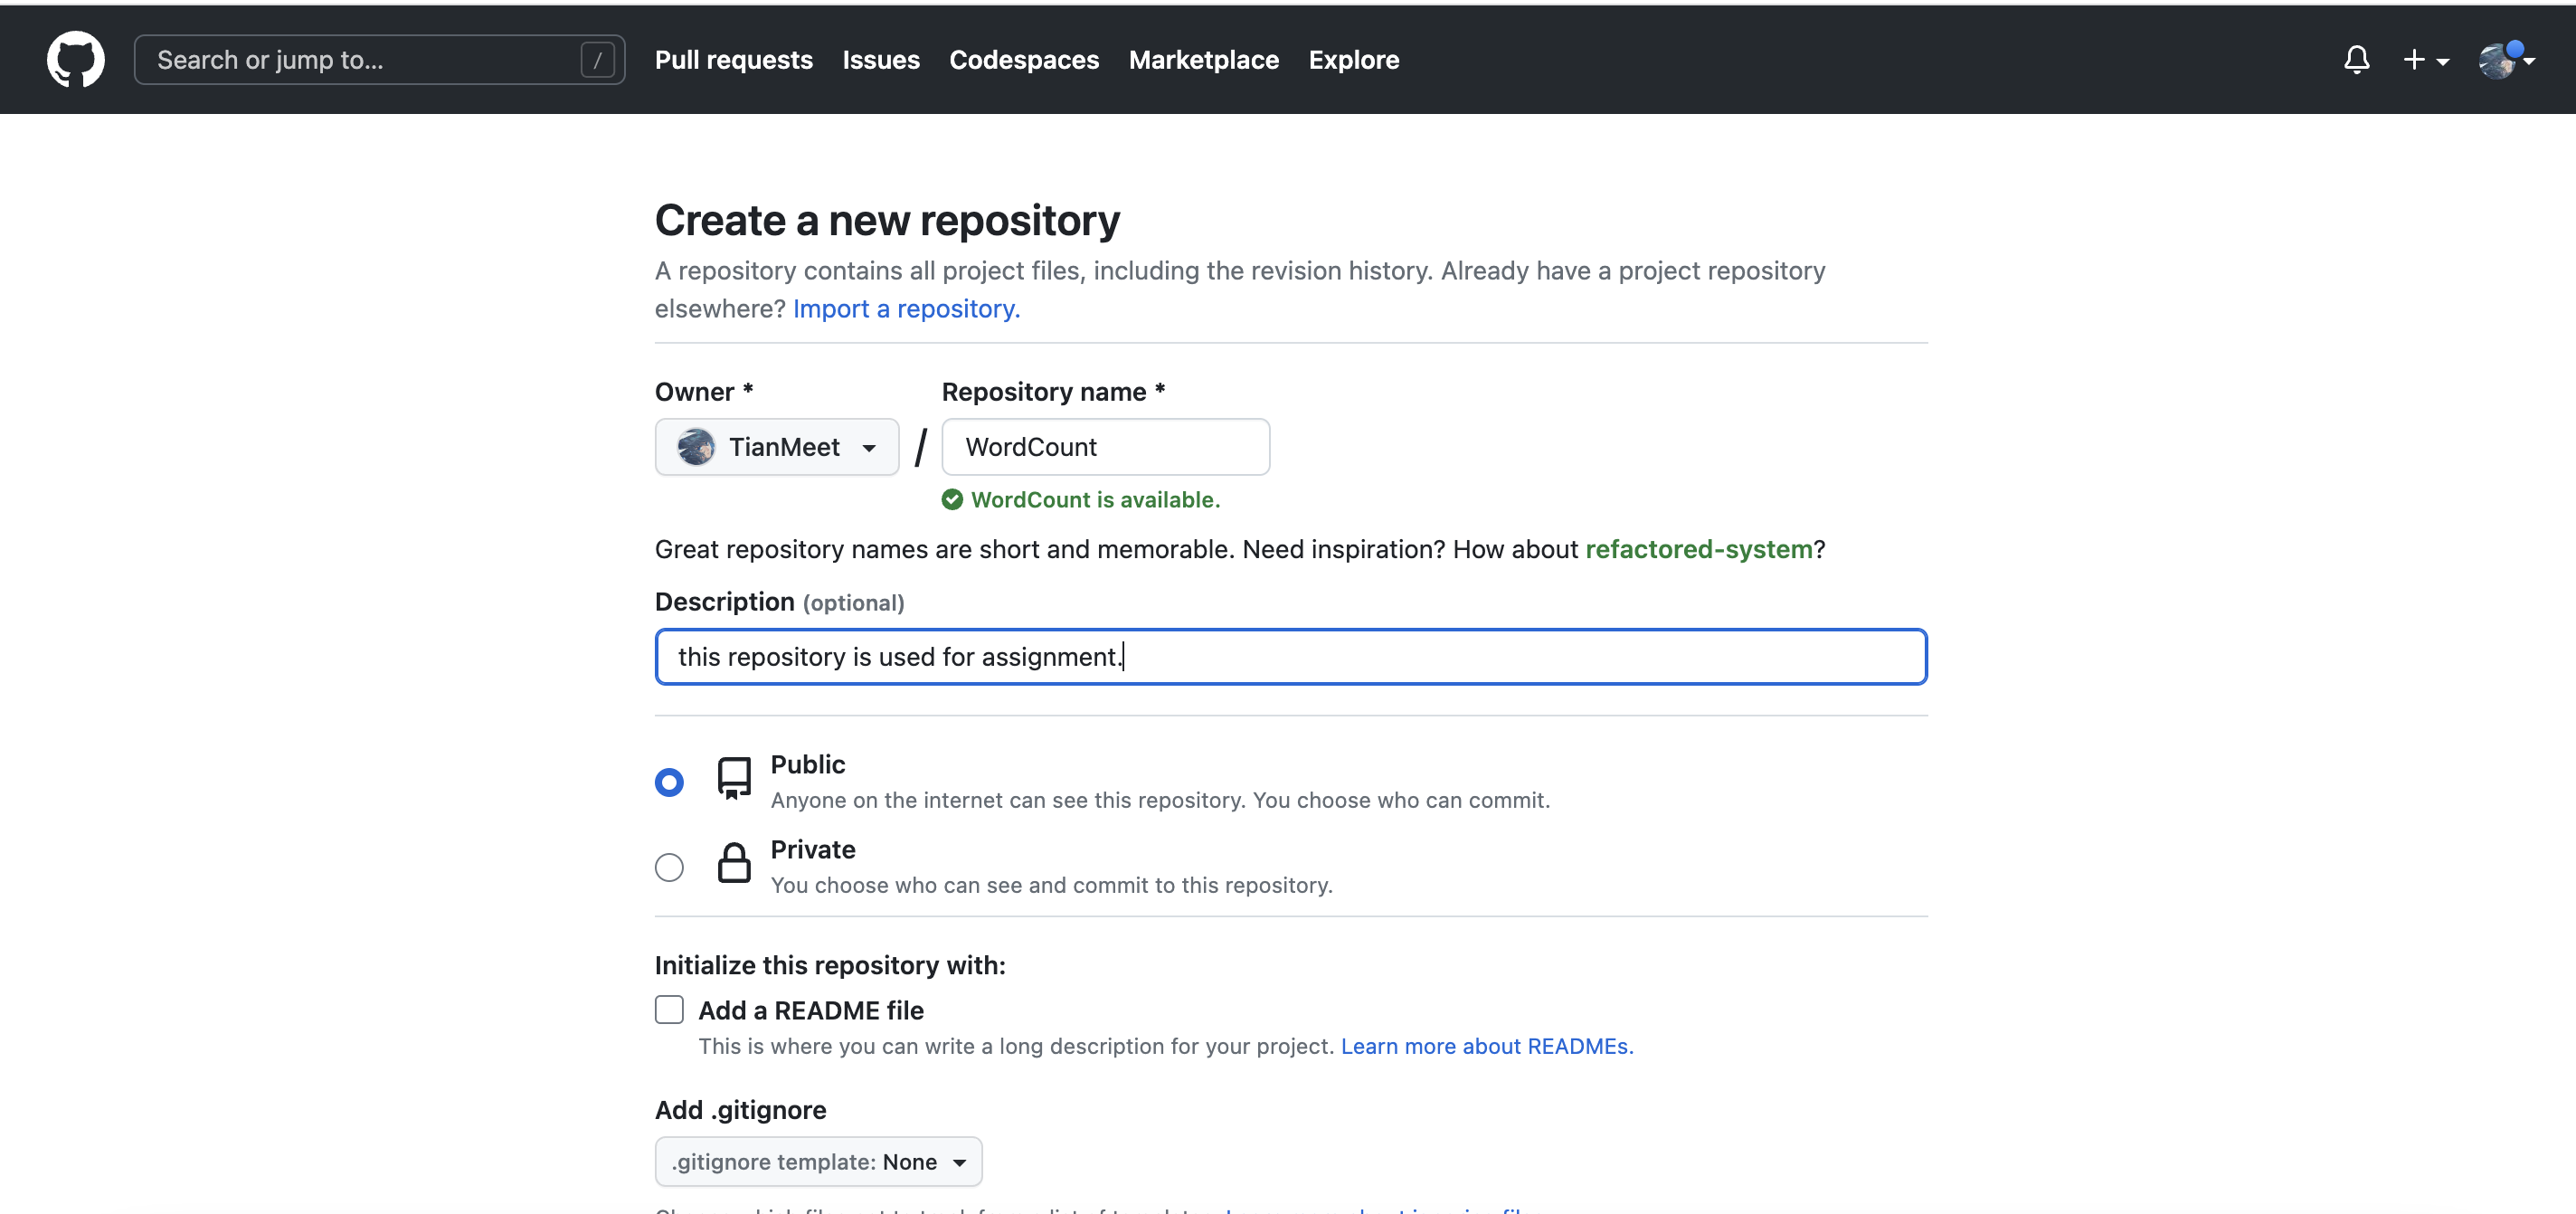 Search or jump to... /
Pull requests Issues Codespaces Marketplace Explore
Create a new repository
A repository contains all project files, including the revision history. Already have a project repository
elsewhere? Import a repository.
Owner * Repository name *
TianMeet / WordCount
WordCount is available.
Great repository names are short and memorable. Need inspiration? How about refactored-system?
Description (optional)
this repository is used for assignment.
Public
Anyone on the internet can see this repository. You choose who can commit.
Private
You choose who can see and commit to this repository.
Initialize this repository with:
Add a README file
This is where you can write a long description for your project. Learn more about READMEs.
Add .gitignore
.gitignore template: None